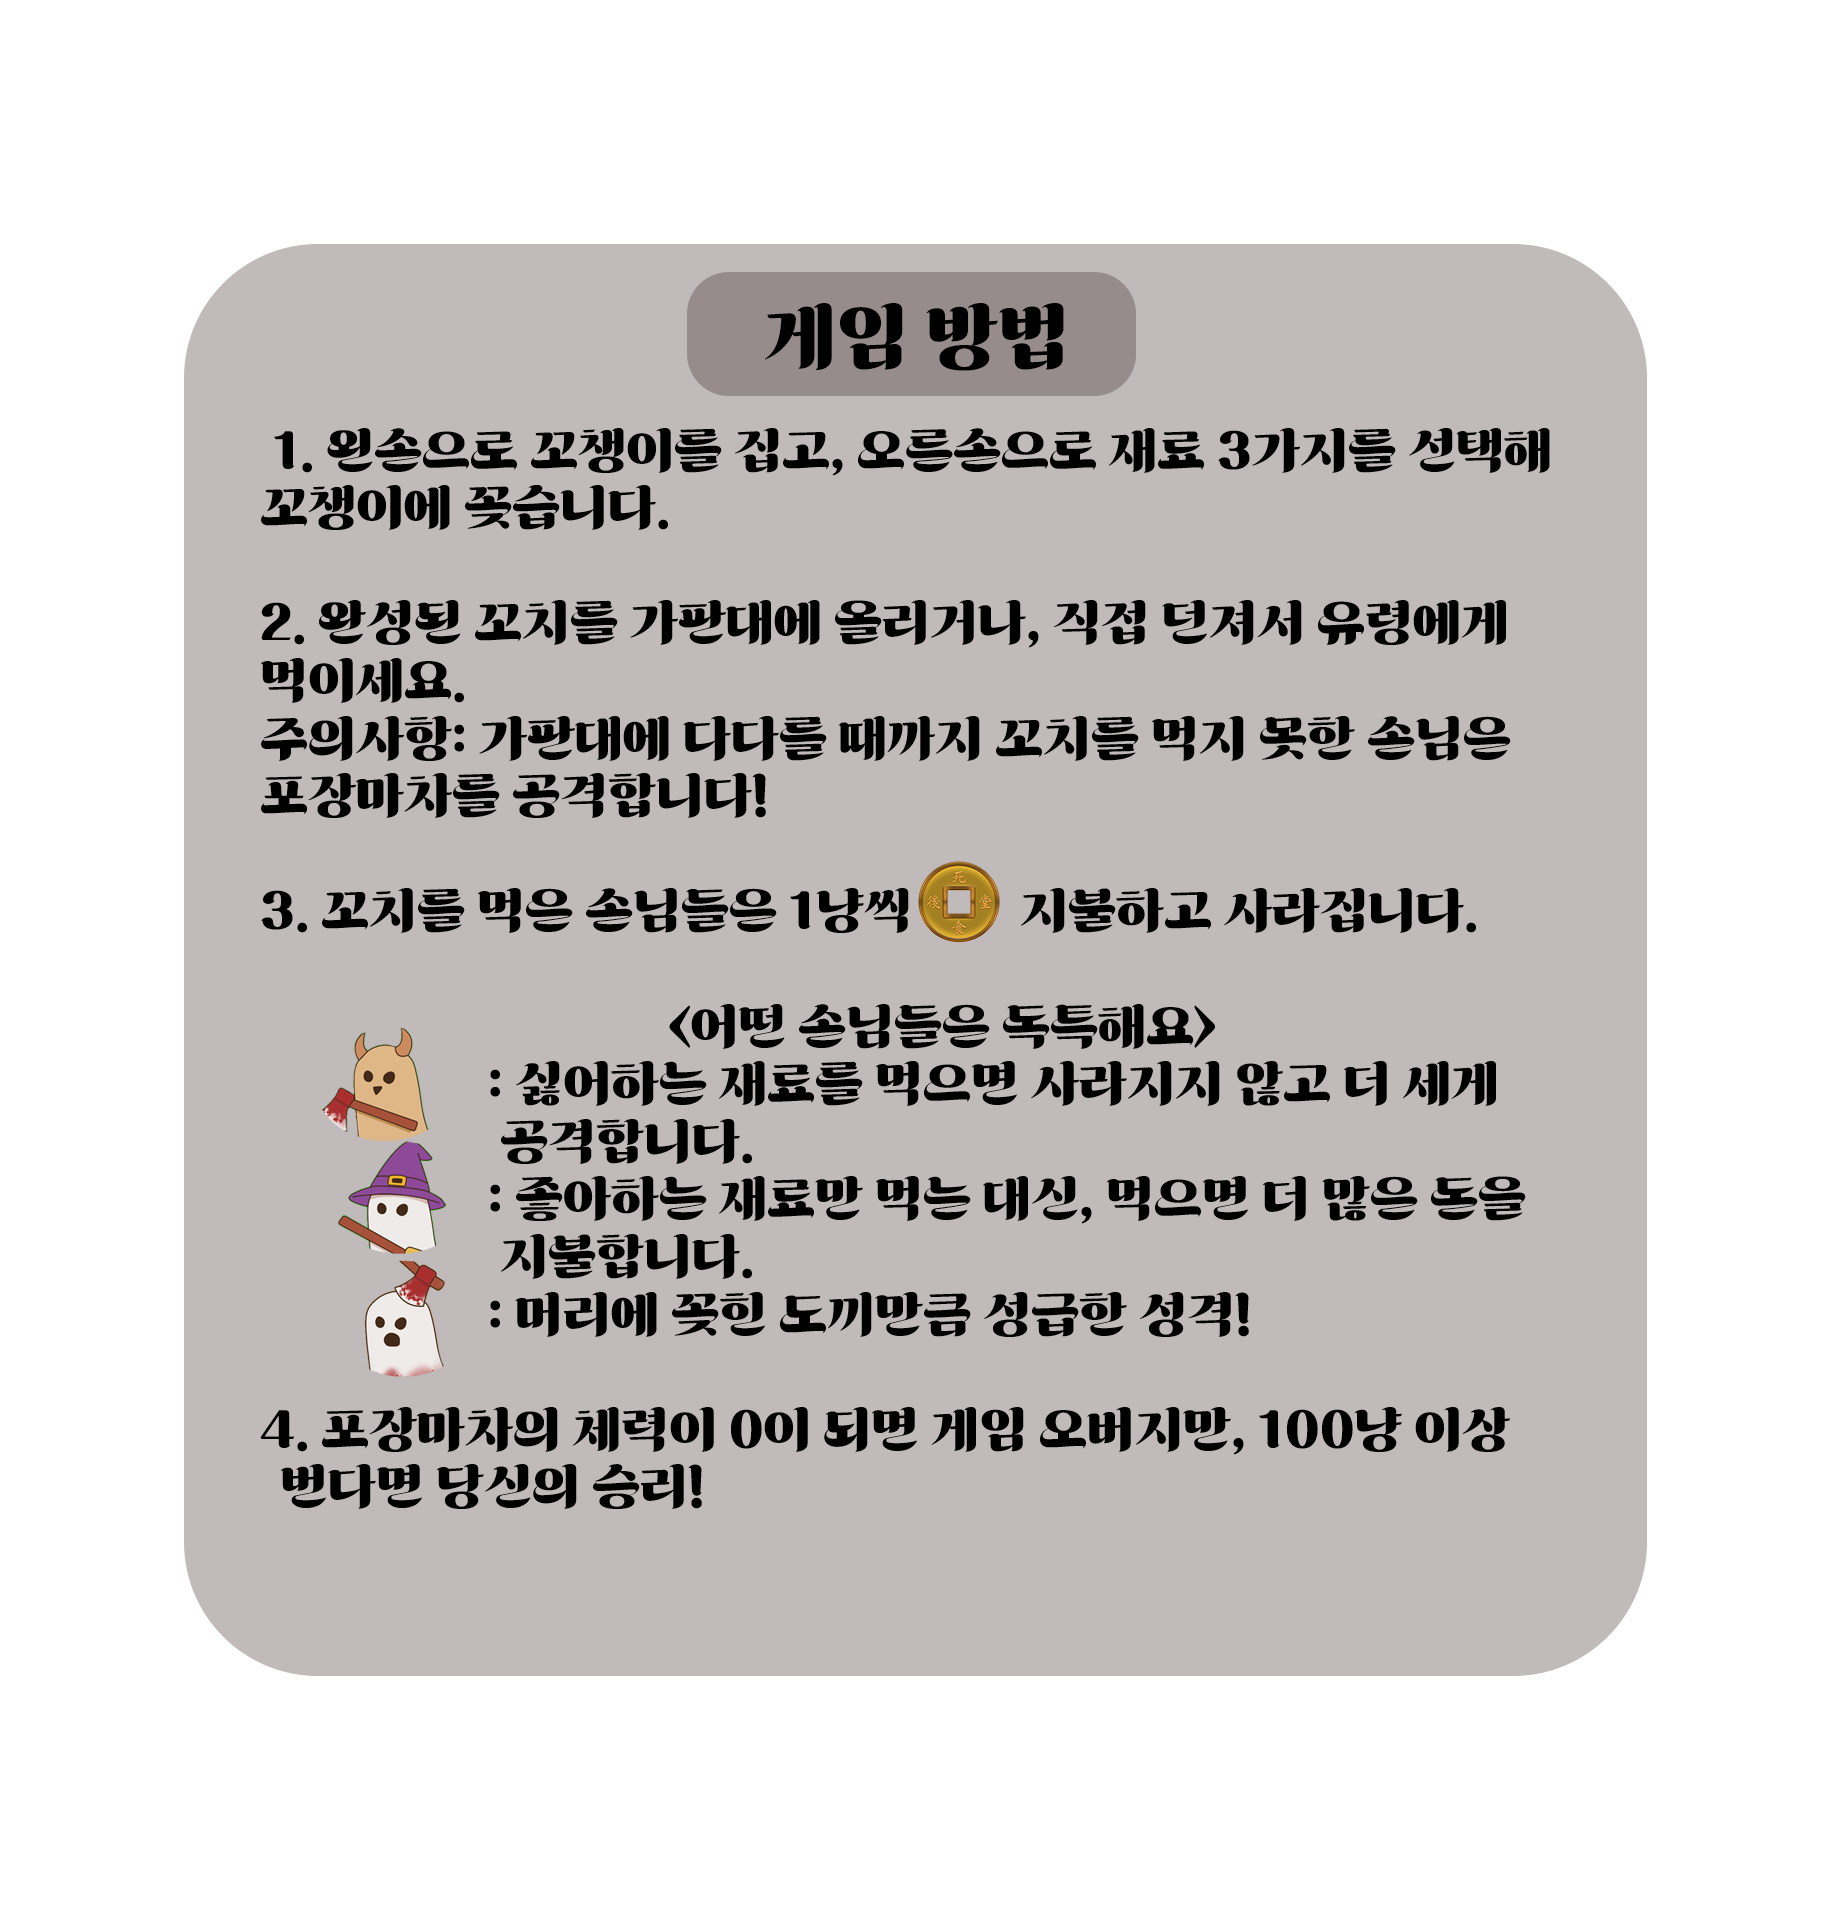 게임 방법
1. 왼손으로 꼬챙이를 집고, 오른손으로 재료 3가지를 선택해
꼬챙이에 꽂습니다.
2. 완성된 꼬치를 가판대에 올리거나, 직접 던져서 유령에게
먹이세요.
주의사항: 가판대에 다다를 때까지 꼬치를 먹지 못한 손님은
포장마차를 공격합니다!
3. 꼬치를 먹은 손님들은 1냥씩 死 後 堂 食 지불하고 사라집니다.
<어떤 손님들은 독특해요>
: 싫어하는 재료를 먹으면 사라지지 않고 더 세게
공격합니다.
: 좋아하는 재료만 먹는 대신, 먹으면 더 많은 돈을
지불합니다.
: 머리에 꽂힌 도끼만큼 성급한 성격!
4. 포장마차의 체력이 0이 되면 게임 오버지만, 100냥 이상
번다면 당신의 승리!